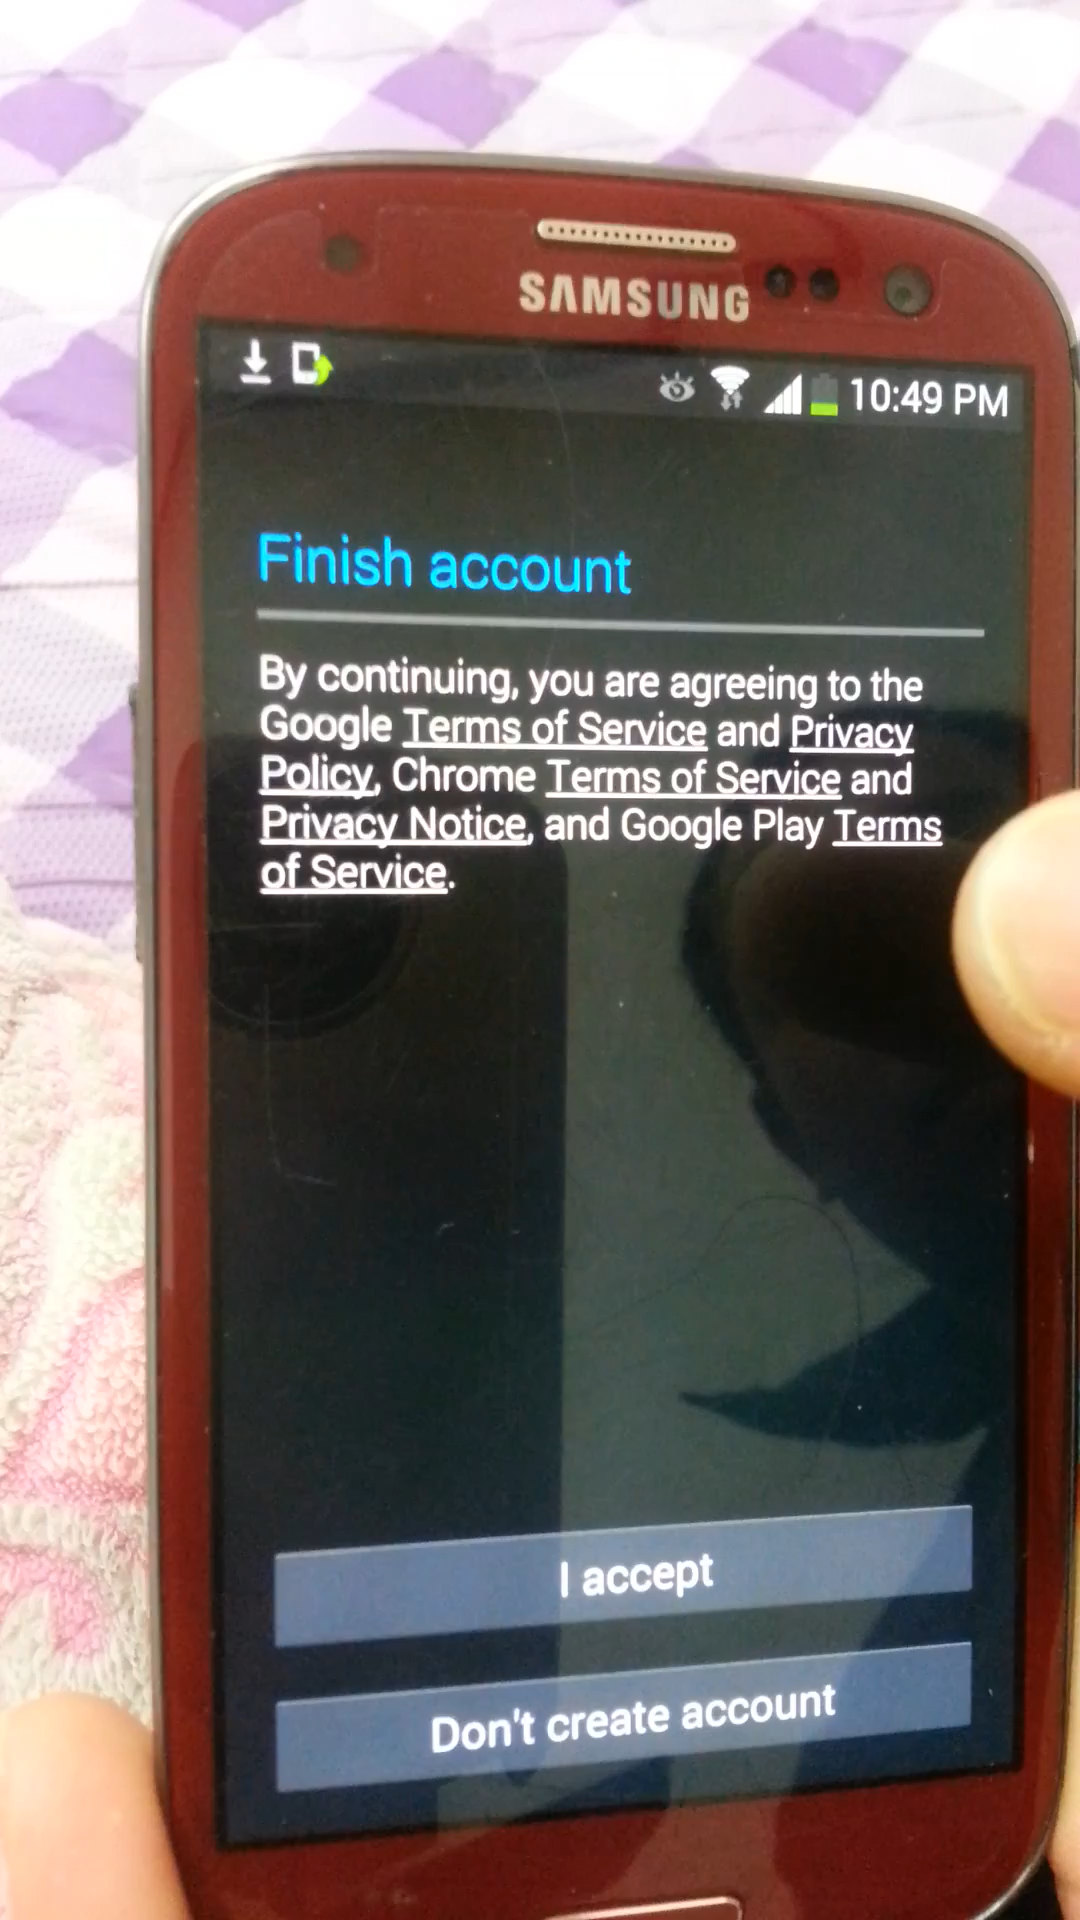 SAMSUNG
10:49 PM
Finish account
By continuing, you are agreeing to the
Google Terms of Service and Privacy
Policy, Chrome Terms of Service and
Privacy Notice, and Google Play Terms
of Service.
I accept
Don't create account